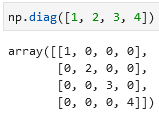 np.diag([1, 2, 3, 4])
array([[1, 0, 0, 0],
       [0, 2, 0, 0],
       [0, 0, 3, 0],
       [0, 0, 0, 4]])